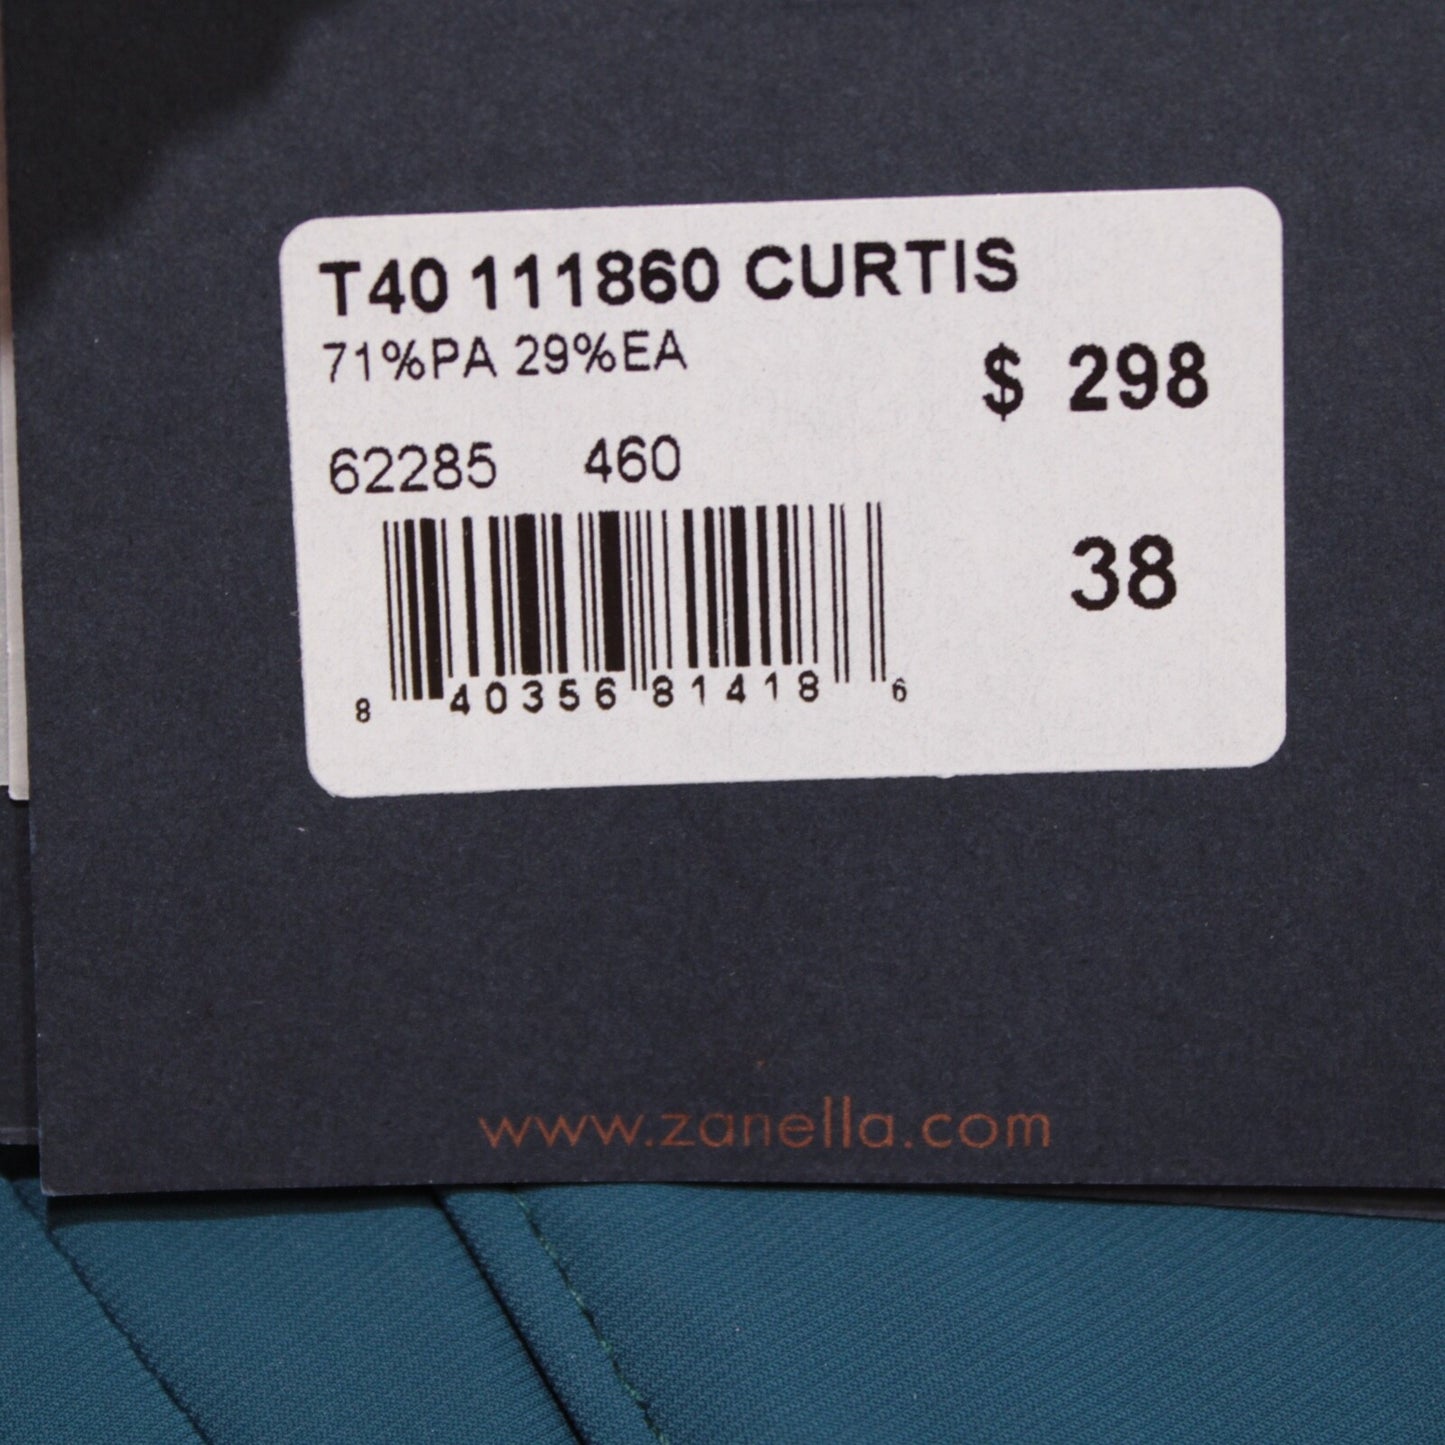 T40 111860 CURTIS
71%PA 29%EA
$ 298
62285 460
38
8 40356 81418 6
www.zanella.com